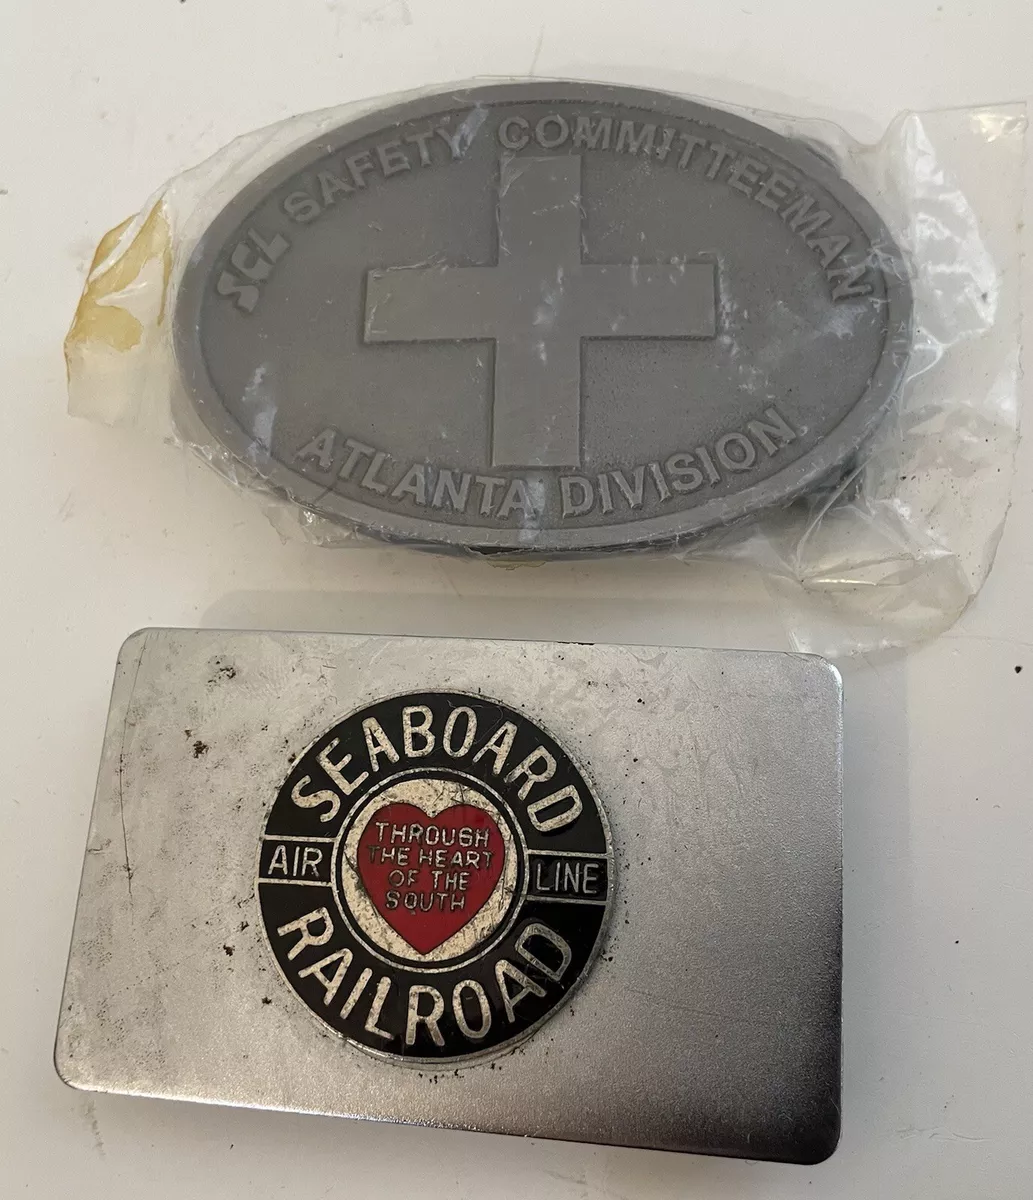 SCL SAFETY COMMITTEEMAN
ATLANTA DIVISION
SEABOARD
AIR LINE
RAILROAD
THROUGH
THE HEART
OF THE
SOUTH